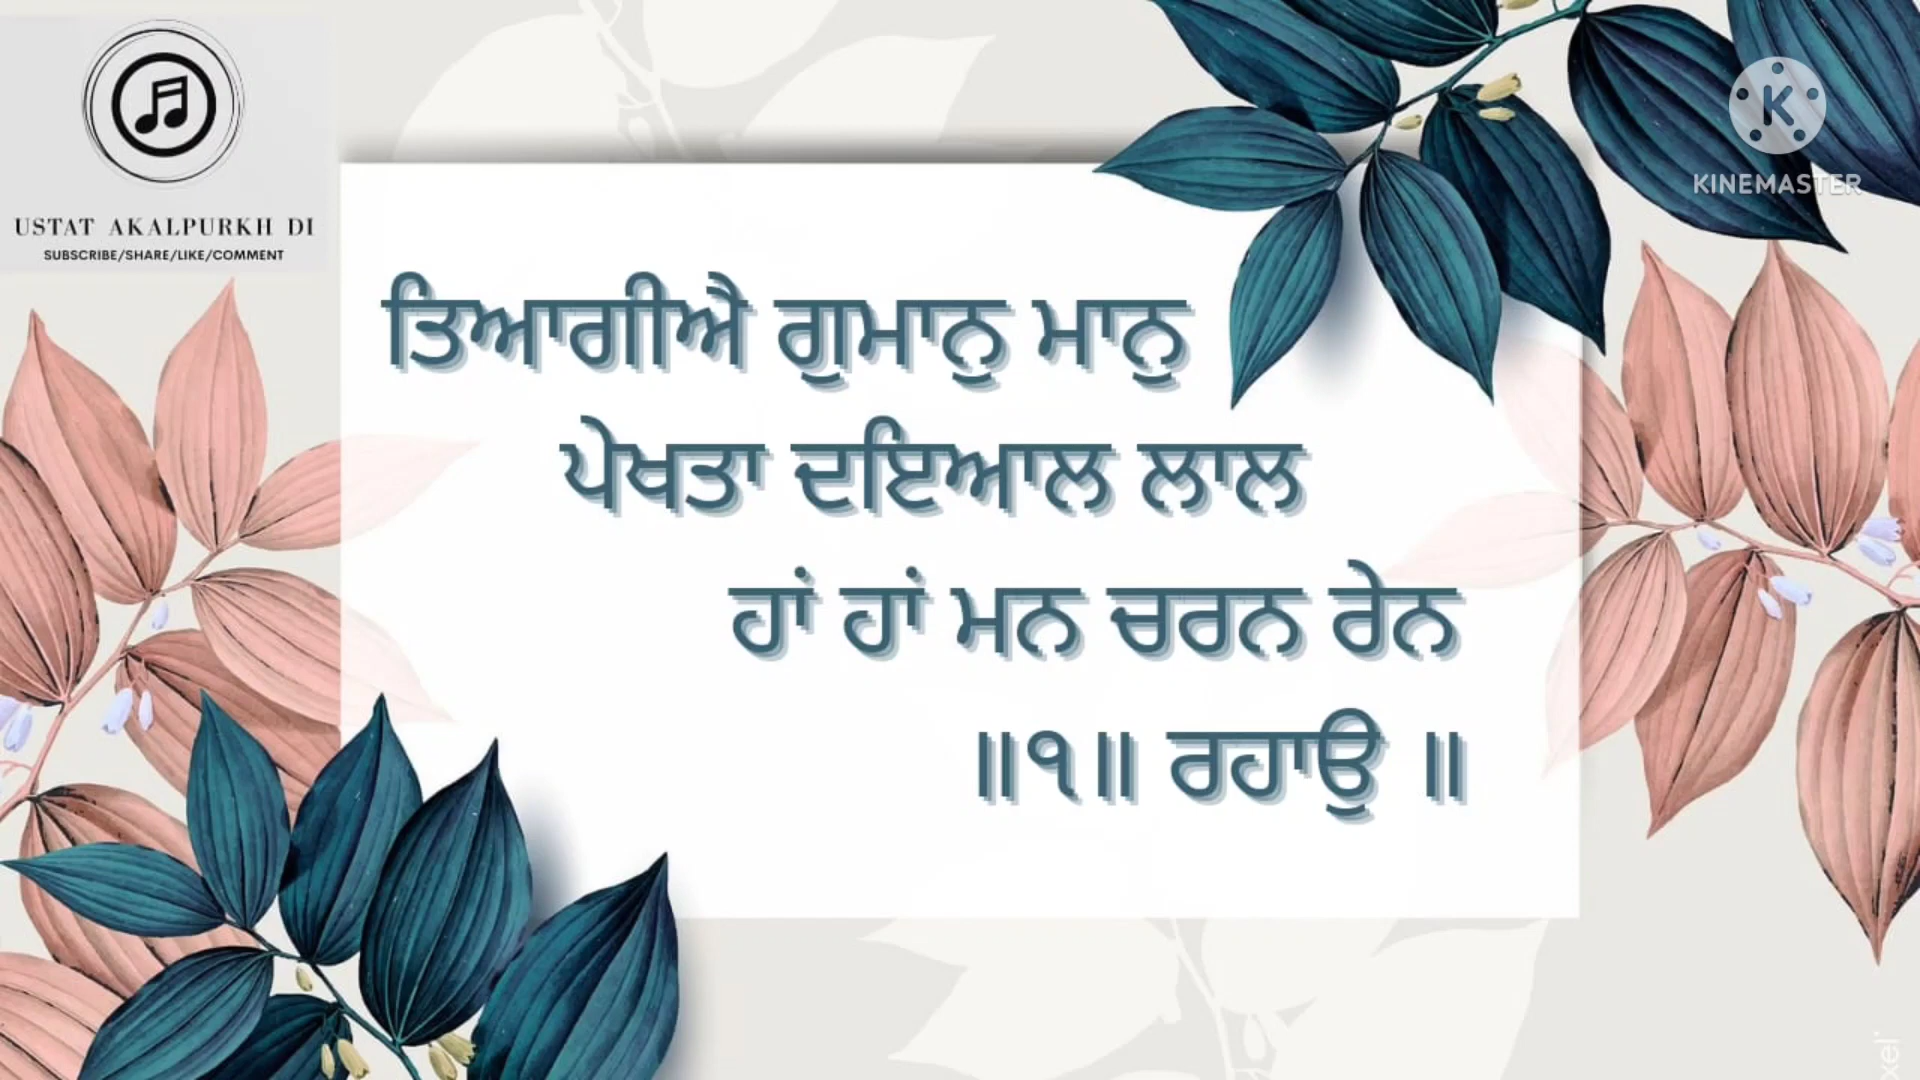 USTAT AKALPURKH DI
SUBSCRIBE/SHARE/LIKE/COMMENT
K
KINEMASTER
ਤਿਆਗੀਐ ਗੁਮਾਨੁ ਮਾਨੁ
ਪੇਖਤਾ ਦਇਆਲ ਲਾਲ
ਹਾਂ ਹਾਂ ਮਨ ਚਰਨ ਰੇਨ
॥੧॥ ਰਹਾਉ ॥